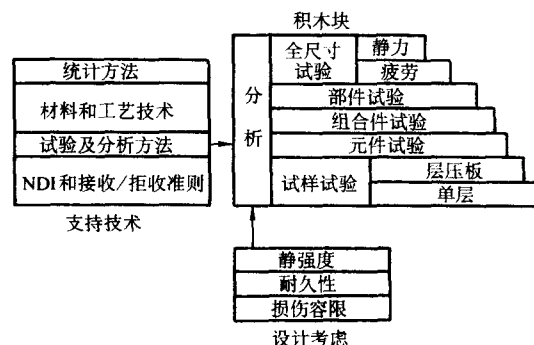 积木块
统计方法
材料和工艺技术
试验及分析方法
NDI和接收/拒收准则
支持技术
分析
全尺寸
试验
静力
疲劳
部件试验
组合件试验
元件试验
试样试验
层压板
单层
静强度
耐久性
损伤容限
设计考虑